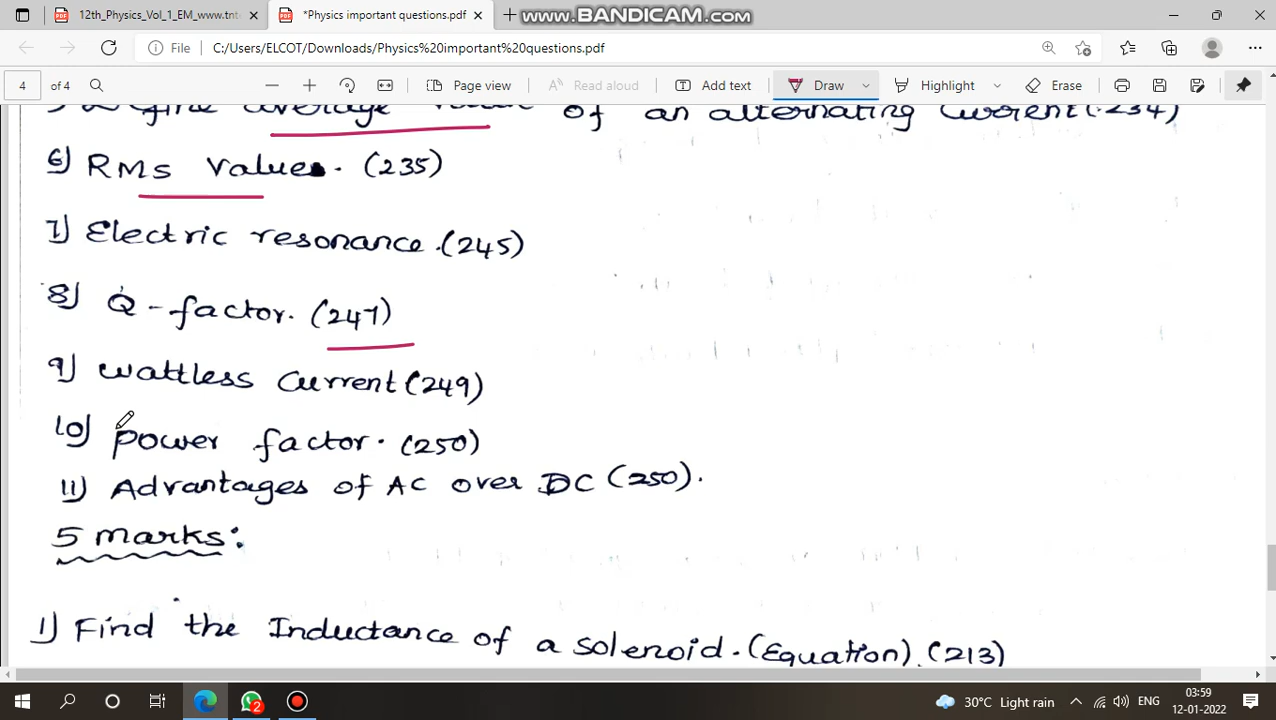 12th_Physics_Vol_1_EM_www.tnt
*Physics important questions.pdf
www.BANDICAM.com
File C:/Users/ELCOT/Downloads/Physics%20important%20questions.pdf
4 of 4 Page view Read aloud Add text Draw Highlight Erase
average of an alternating current (234)
6) RMS Value. (235)
7) Electric resonance. (245)
8) Q-factor. (247)
9) Wattless Current (249)
10) power factor. (250)
11) Advantages of AC over DC (250).
5 marks:
1) Find the Inductance of a solenoid. (Equation). (213)
2 30°C Light rain ENG 03:59
12-01-2022